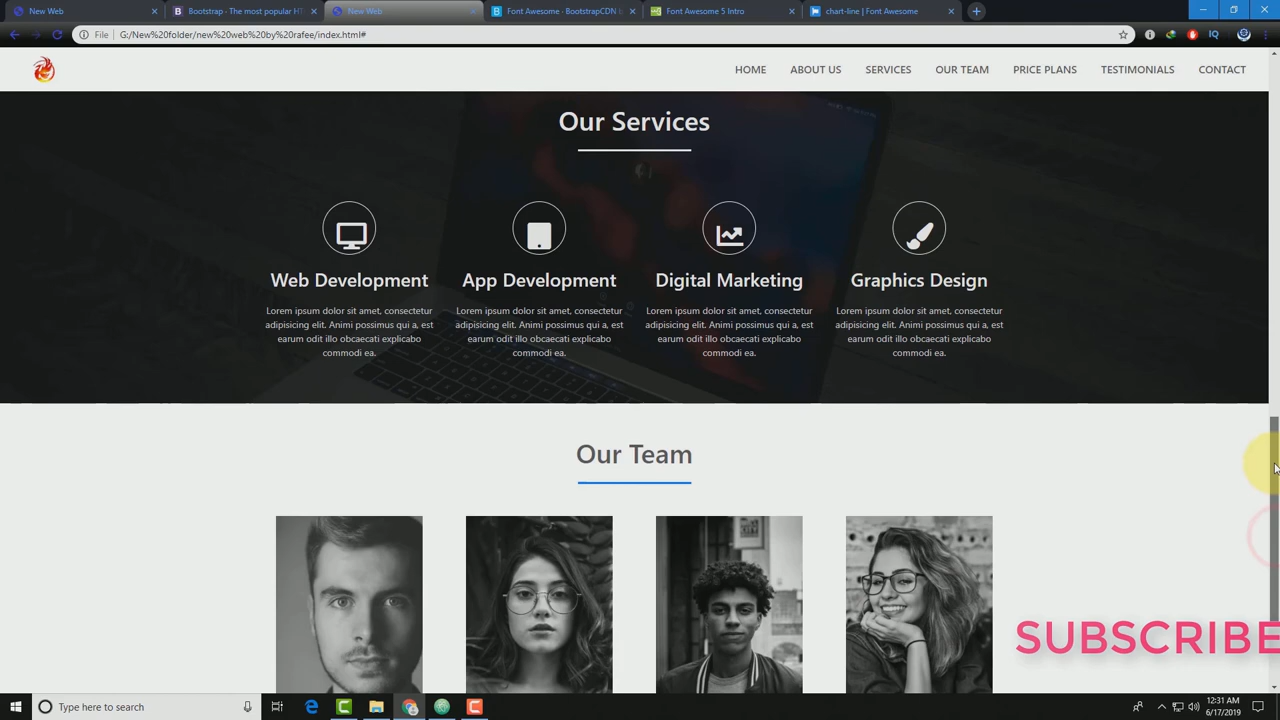 New Web
Bootstrap · The most popular HT
New Web
Font Awesome · BootstrapCDN b
Font Awesome 5 Intro
chart-line | Font Awesome
File
G:/New%20folder/new%20web%20by%20rafee/index.html#
HOME
ABOUT US
SERVICES
OUR TEAM
PRICE PLANS
TESTIMONIALS
CONTACT
Our Services
Web Development
Lorem ipsum dolor sit amet, consectetur
adipisicing elit. Animi possimus qui a, est
earum odit illo obcaecati explicabo
commodi ea.
App Development
Lorem ipsum dolor sit amet, consectetur
adipisicing elit. Animi possimus qui a, est
earum odit illo obcaecati explicabo
commodi ea.
Digital Marketing
Lorem ipsum dolor sit amet, consectetur
adipisicing elit. Animi possimus qui a, est
earum odit illo obcaecati explicabo
commodi ea.
Graphics Design
Lorem ipsum dolor sit amet, consectetur
adipisicing elit. Animi possimus qui a, est
earum odit illo obcaecati explicabo
commodi ea.
Our Team
SUBSCRIBE
Type here to search
12:31 AM
6/17/2019